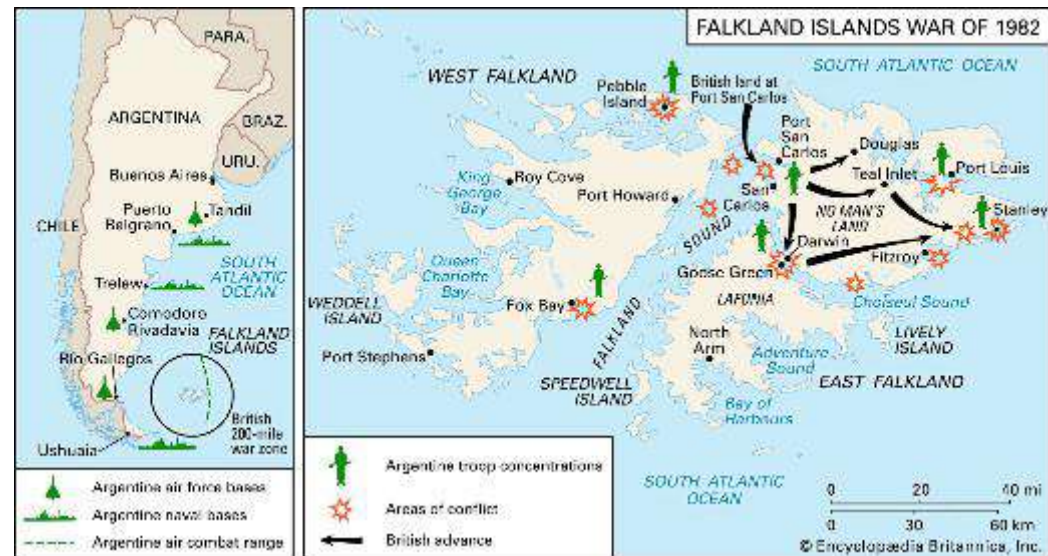 PARA.
ARGENTINA
BRAZ.
URU.
Buenos Aires
CHILE
Puerto
Belgrano
Tandil
SOUTH
ATLANTIC
OCEAN
Trelew
Comodoro
Rivadavia
FALKLAND
ISLANDS
Río Gallegos
British
200-mile
war zone
Ushuaia
Argentine air force bases
Argentine naval bases
Argentine air combat range
FALKLAND ISLANDS WAR OF 1982
SOUTH ATLANTIC OCEAN
WEST FALKLAND
Pebble
Island
British land at
Port San Carlos
Port
San
Carlos
Douglas
Port Louis
Teal Inlet
Roy Cove
King
George
Bay
Port Howard
San
Carlos
NO MAN'S
LAND
Stanley
SOUND
Darwin
Fitzroy
Goose Green
Queen
Charlotte
Bay
WEDDELL
ISLAND
Fox Bay
FALKLAND
LAFONIA
Choiseul Sound
LIVELY
ISLAND
Port Stephens
North
Arm
Adventure
Sound
SPEEDWELL
ISLAND
EAST FALKLAND
Bay of
Harbours
Argentine troop concentrations
Areas of conflict
British advance
SOUTH ATLANTIC
OCEAN
0 20 40 mi
0 30 60 km
© Encyclopædia Britannica, Inc.